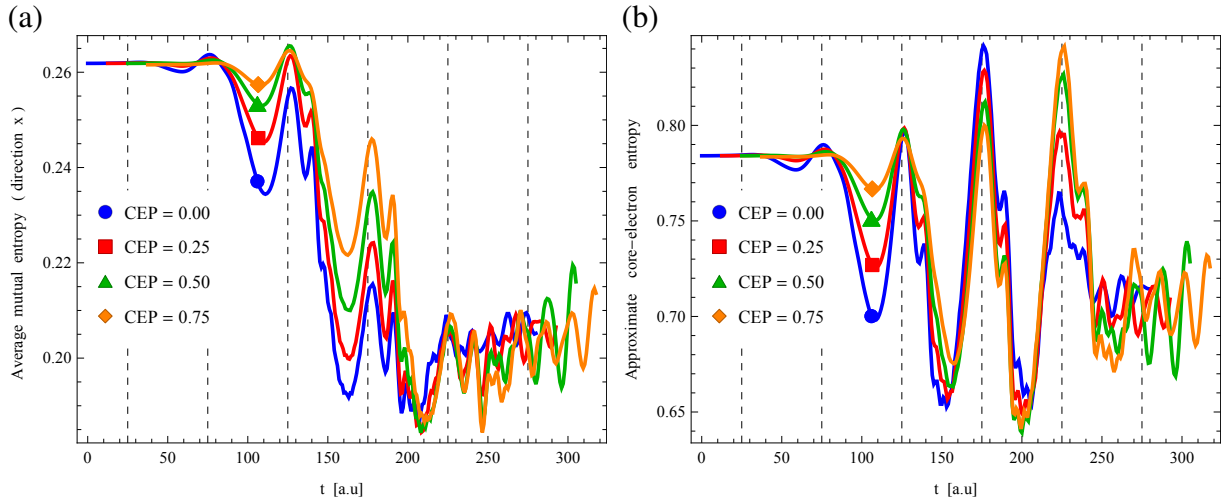 (a)
Average mutual entropy ( direction x )
0.26
0.24
0.22
0.20
CEP = 0.00
CEP = 0.25
CEP = 0.50
CEP = 0.75
0 50 100 150 200 250 300
t [a.u]
(b)
Approximate core-electron entropy
0.80
0.75
0.70
0.65
CEP = 0.00
CEP = 0.25
CEP = 0.50
CEP = 0.75
0 50 100 150 200 250 300
t [a.u]